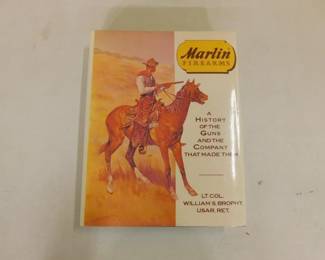 Marlin
FIREARMS
A
HISTORY
OF THE
GUNS
AND THE
COMPANY
THAT MADE THEM
LT. COL.
WILLIAM S. BROPHY,
USAR, RET.